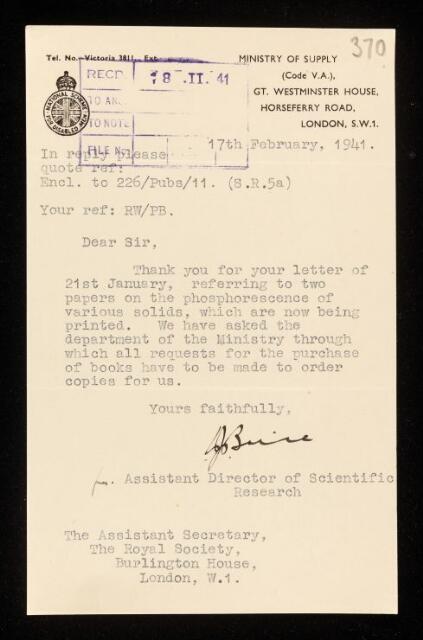 370
Tel. No. Victoria 3811. Ext.
MINISTRY OF SUPPLY
(Code V.A.),
GT. WESTMINSTER HOUSE,
HORSEFERRY ROAD,
LONDON, S.W.1.
NATIONAL SCHEME FOR DISABLED MEN
RECD 18 .II. 41
TO ANS.
TO NOTE
FILE No.
17th February, 1941.
In reply please
quote ref:
Encl. to 226/Pubs/11. (S.R.5a)
Your ref: RW/PB.
Dear Sir,
Thank you for your letter of
21st January, referring to two
papers on the phosphorescence of
various solids, which are now being
printed. We have asked the
department of the Ministry through
which all requests for the purchase
of books have to be made to order
copies for us.
Yours faithfully,
for. Assistant Director of Scientific
Research
The Assistant Secretary,
The Royal Society,
Burlington House,
London, W.1.